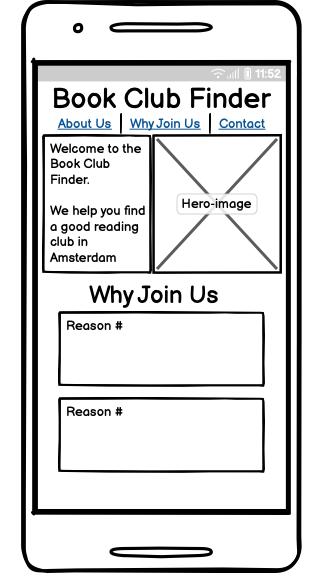 11:52
Book Club Finder
About Us
Why Join Us
Contact
Welcome to the
Book Club
Finder.
We help you find
a good reading
club in
Amsterdam
Hero-image
Why Join Us
Reason #
Reason #